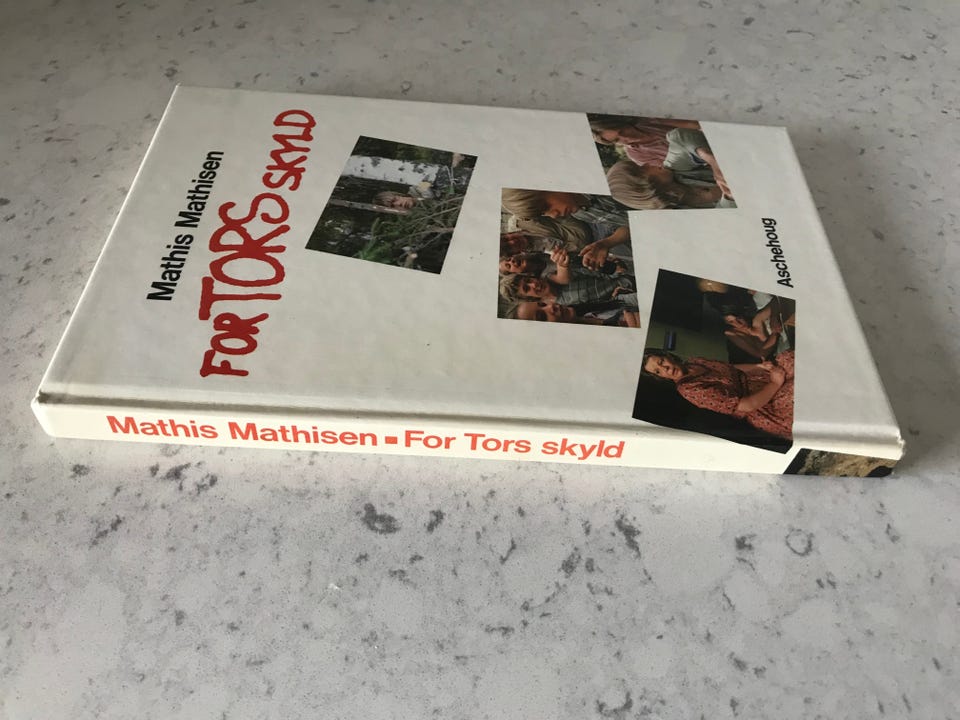 Mathis Mathisen
FOR TORS SKYLD
Aschehoug
Mathis Mathisen ▪ For Tors skyld